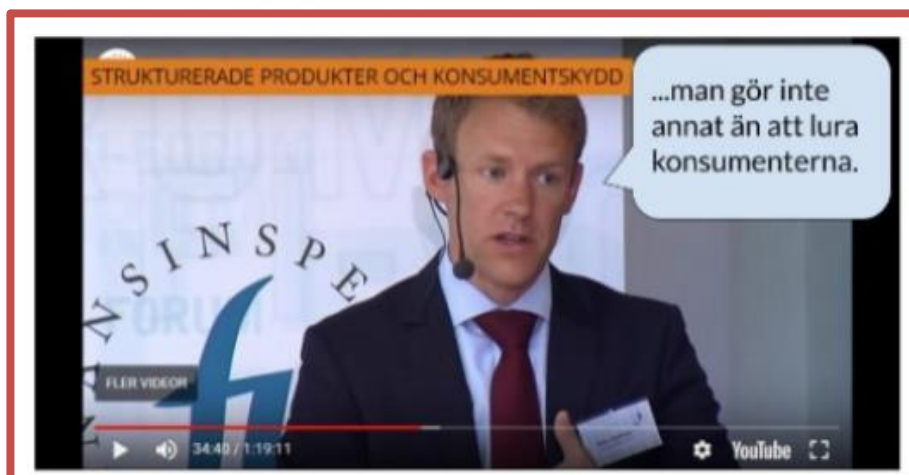 STRUKTURERADE PRODUKTER OCH KONSUMENTSKYDD
...man gör inte
annat än att lura
konsumenterna.
ANSINSPE
FORUM
FLER VIDEOR
34:40 / 1:19:11
YouTube